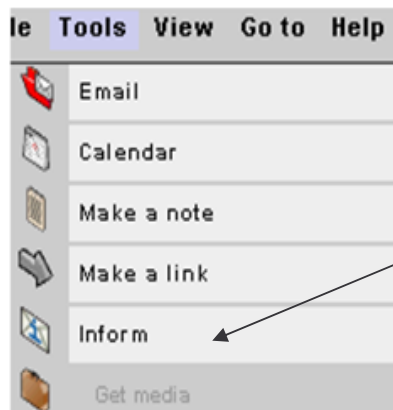 le Tools View Go to Help
Email
Calendar
Make a note
Make a link
Inform
Get media